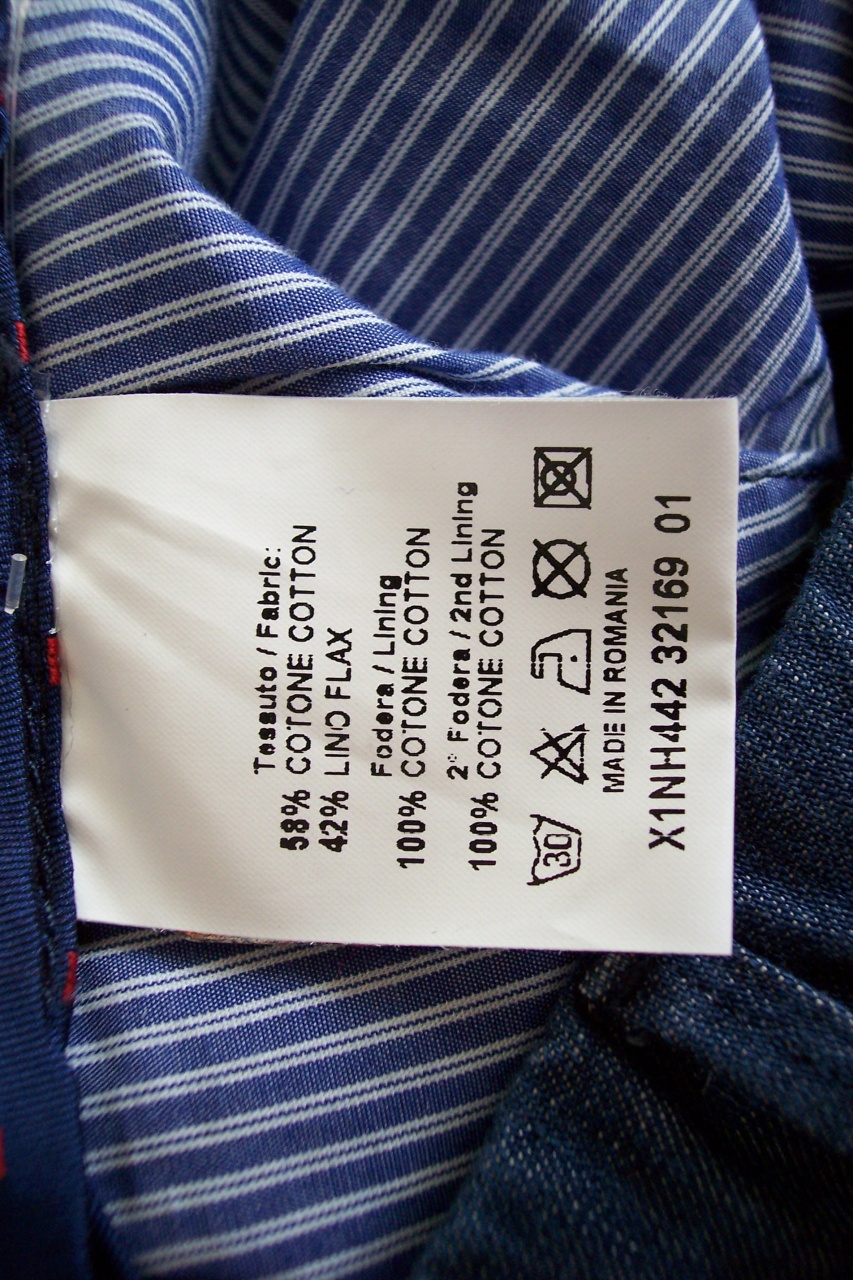 Tessuto / Fabric:
58% COTONE COTTON
42% LINO FLAX
Fodera / Lining
100% COTONE COTTON
2° Fodera / 2nd Lining
100% COTONE COTTON
30
MADE IN ROMANIA
X1NH442 32169 01